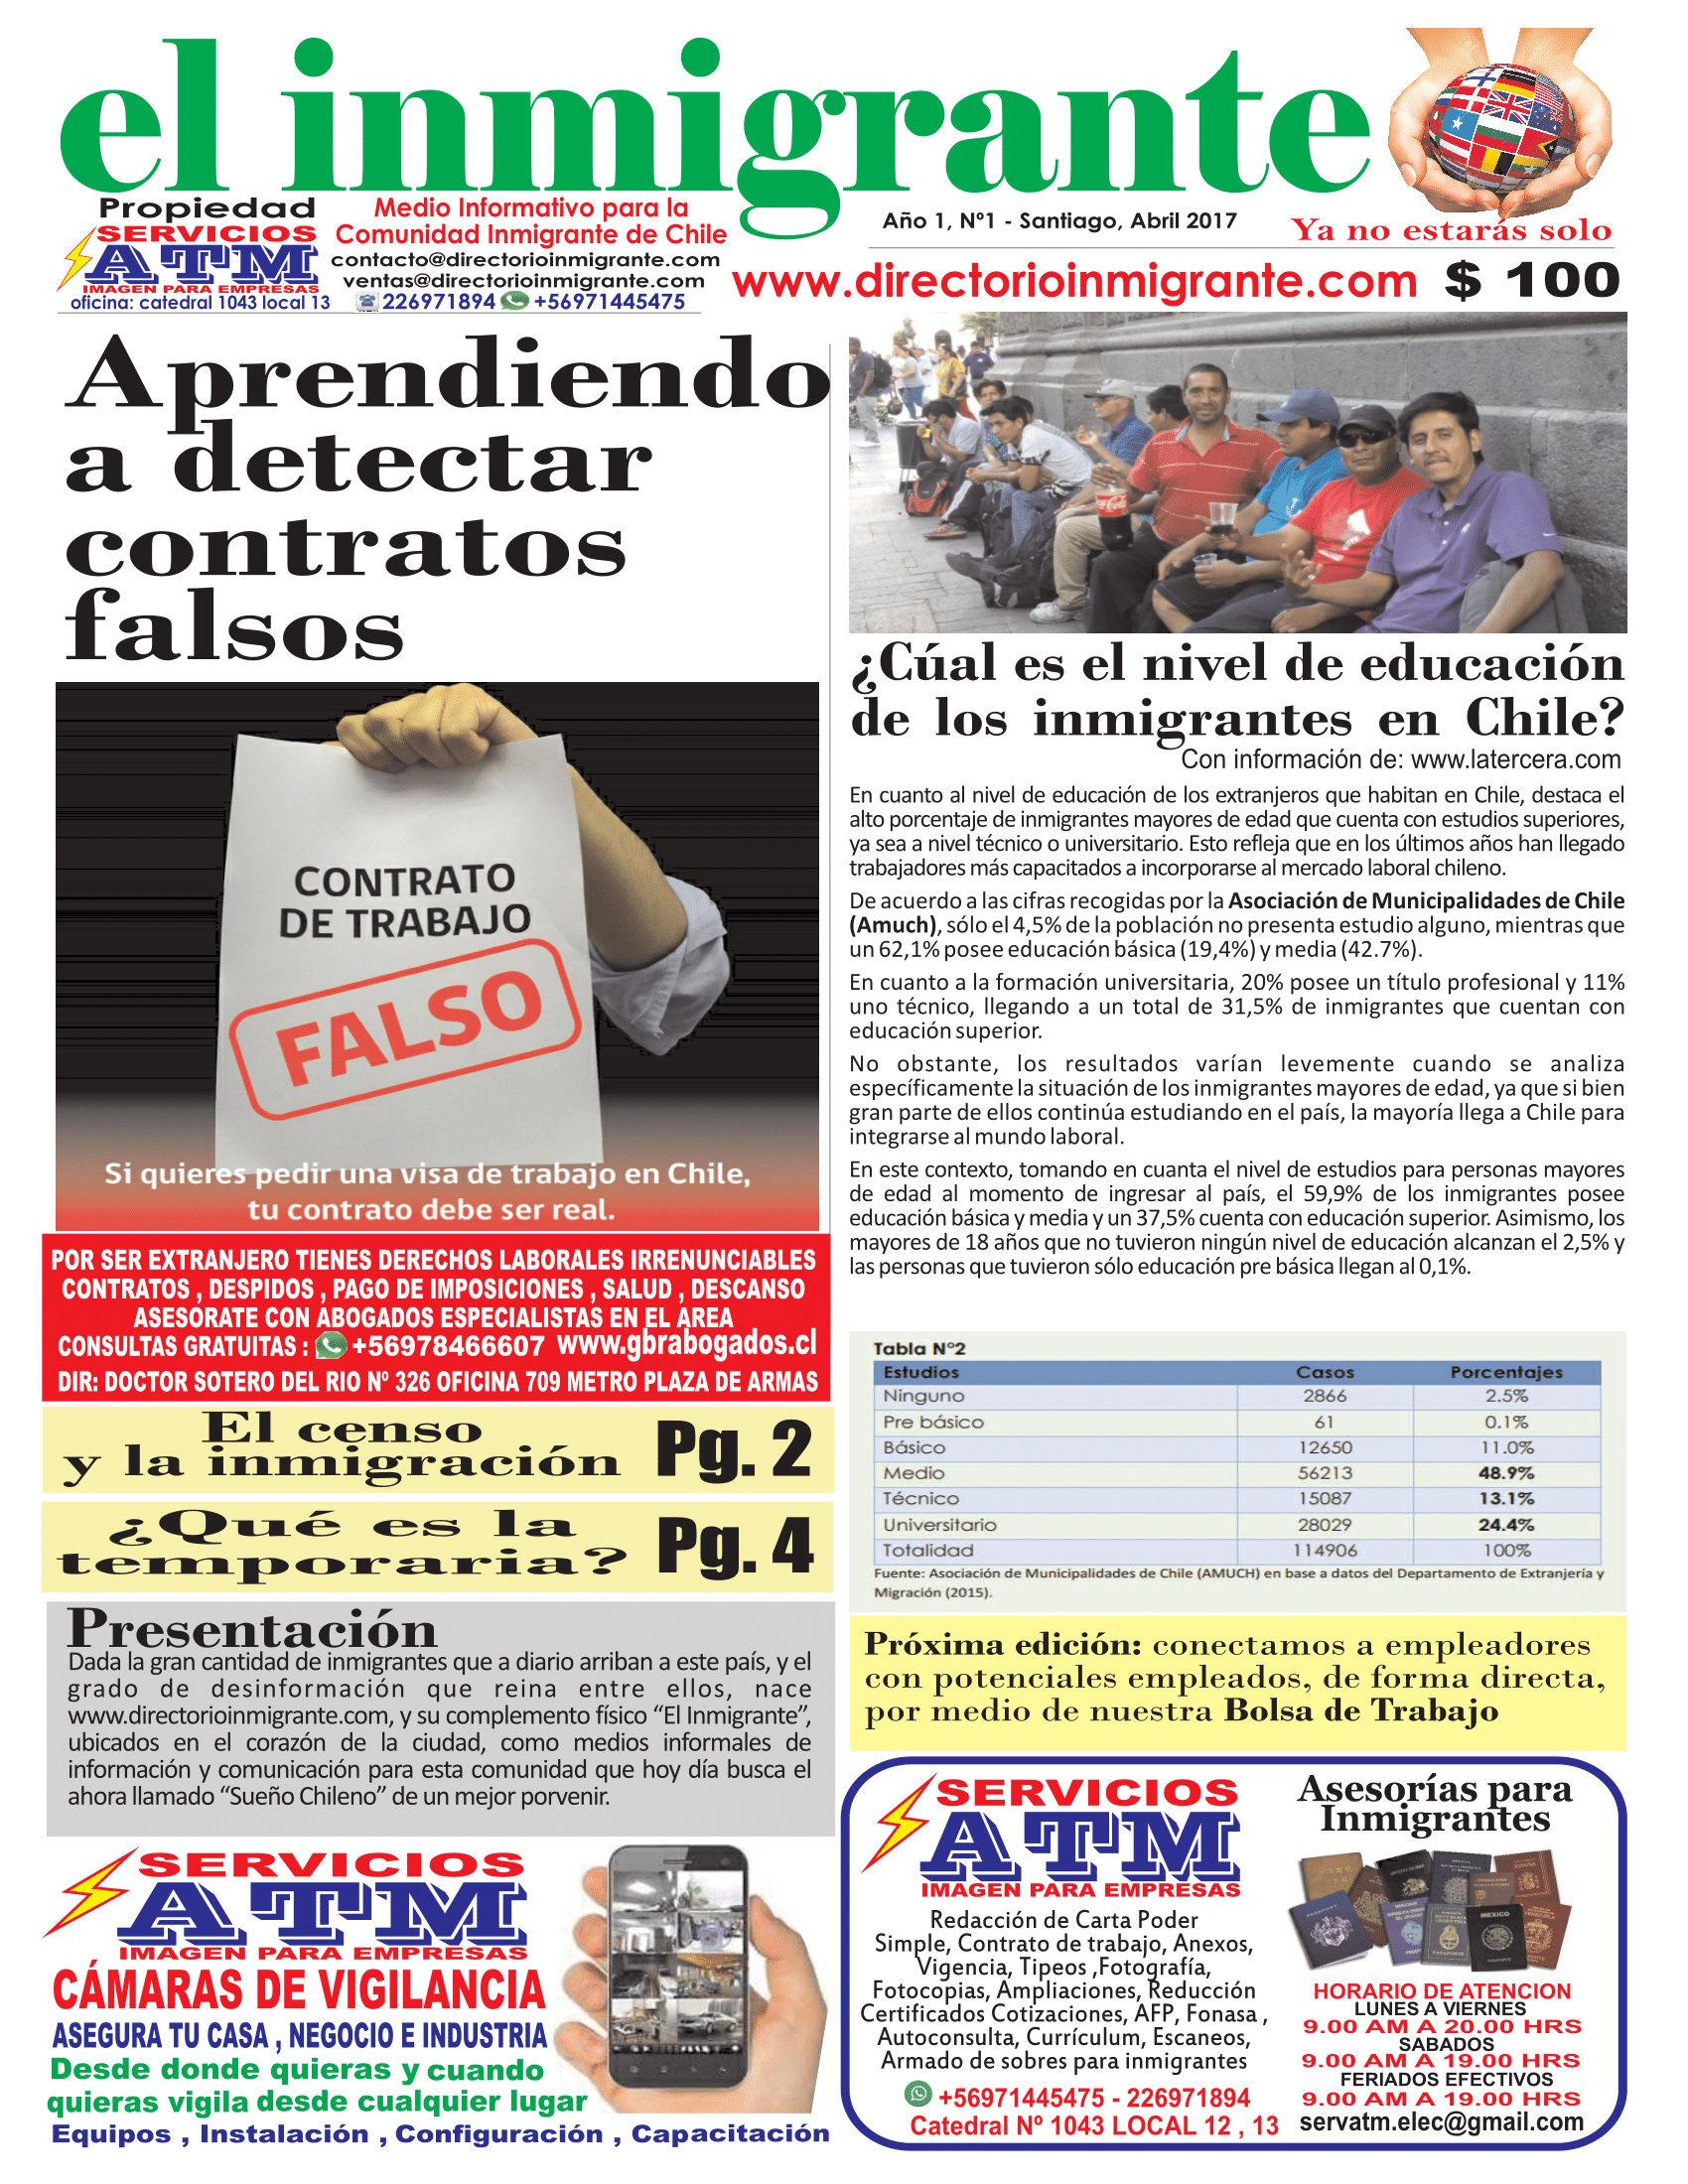 el inmigrante
Propiedad
SERVICIOS
ATM
IMAGEN PARA EMPRESAS
oficina: catedral 1043 local 13
Medio Informativo para la
Comunidad Inmigrante de Chile
contacto@directorioinmigrante.com
ventas@directorioinmigrante.com
226971894 +56971445475
Año 1, Nº1 - Santiago, Abril 2017
Ya no estarás solo
www.directorioinmigrante.com $ 100
Aprendiendo
a detectar
contratos
falsos
CONTRATO
DE TRABAJO
FALSO
Si quieres pedir una visa de trabajo en Chile,
tu contrato debe ser real.
POR SER EXTRANJERO TIENES DERECHOS LABORALES IRRENUNCIABLES
CONTRATOS , DESPIDOS , PAGO DE IMPOSICIONES , SALUD , DESCANSO
ASESORATE CON ABOGADOS ESPECIALISTAS EN EL AREA
CONSULTAS GRATUITAS : +56978466607 www.gbrabogados.cl
DIR: DOCTOR SOTERO DEL RIO Nº 326 OFICINA 709 METRO PLAZA DE ARMAS
El censo
y la inmigración Pg. 2
¿Qué es la
temporaria? Pg. 4
Presentación
Dada la gran cantidad de inmigrantes que a diario arriban a este país, y el
grado de desinformación que reina entre ellos, nace
www.directorioinmigrante.com, y su complemento físico “El Inmigrante”,
ubicados en el corazón de la ciudad, como medios informales de
información y comunicación para esta comunidad que hoy día busca el
ahora llamado “Sueño Chileno” de un mejor porvenir.
SERVICIOS
ATM
IMAGEN PARA EMPRESAS
CÁMARAS DE VIGILANCIA
ASEGURA TU CASA , NEGOCIO E INDUSTRIA
Desde donde quieras y cuando
quieras vigila desde cualquier lugar
Equipos , Instalación , Configuración , Capacitación
¿Cúal es el nivel de educación
de los inmigrantes en Chile?
Con información de: www.latercera.com
En cuanto al nivel de educación de los extranjeros que habitan en Chile, destaca el
alto porcentaje de inmigrantes mayores de edad que cuenta con estudios superiores,
ya sea a nivel técnico o universitario. Esto refleja que en los últimos años han llegado
trabajadores más capacitados a incorporarse al mercado laboral chileno.
De acuerdo a las cifras recogidas por la Asociación de Municipalidades de Chile
(Amuch), sólo el 4,5% de la población no presenta estudio alguno, mientras que
un 62,1% posee educación básica (19,4%) y media (42.7%).
En cuanto a la formación universitaria, 20% posee un título profesional y 11%
uno técnico, llegando a un total de 31,5% de inmigrantes que cuentan con
educación superior.
No obstante, los resultados varían levemente cuando se analiza
específicamente la situación de los inmigrantes mayores de edad, ya que si bien
gran parte de ellos continúa estudiando en el país, la mayoría llega a Chile para
integrarse al mundo laboral.
En este contexto, tomando en cuanta el nivel de estudios para personas mayores
de edad al momento de ingresar al país, el 59,9% de los inmigrantes posee
educación básica y media y un 37,5% cuenta con educación superior. Asimismo, los
mayores de 18 años que no tuvieron ningún nivel de educación alcanzan el 2,5% y
las personas que tuvieron sólo educación pre básica llegan al 0,1%.
Tabla N°2
Estudios Casos Porcentajes
Ninguno 2866 2.5%
Pre básico 61 0.1%
Básico 12650 11.0%
Medio 56213 48.9%
Técnico 15087 13.1%
Universitario 28029 24.4%
Totalidad 114906 100%
Fuente: Asociación de Municipalidades de Chile (AMUCH) en base a datos del Departamento de Extranjería y
Migración (2015).
Próxima edición: conectamos a empleadores
con potenciales empleados, de forma directa,
por medio de nuestra Bolsa de Trabajo
SERVICIOS
ATM
IMAGEN PARA EMPRESAS
Redacción de Carta Poder
Simple, Contrato de trabajo, Anexos,
Vigencia, Tipeos ,Fotografía,
Fotocopias, Ampliaciones, Reducción
Certificados Cotizaciones, AFP, Fonasa ,
Autoconsulta, Currículum, Escaneos,
Armado de sobres para inmigrantes
+56971445475 - 226971894
Catedral Nº 1043 LOCAL 12 , 13
Asesorías para
Inmigrantes
MEXICO
HORARIO DE ATENCION
LUNES A VIERNES
9.00 AM A 20.00 HRS
SABADOS
9.00 AM A 19.00 HRS
FERIADOS EFECTIVOS
9.00 AM A 19.00 HRS
servatm.elec@gmail.com